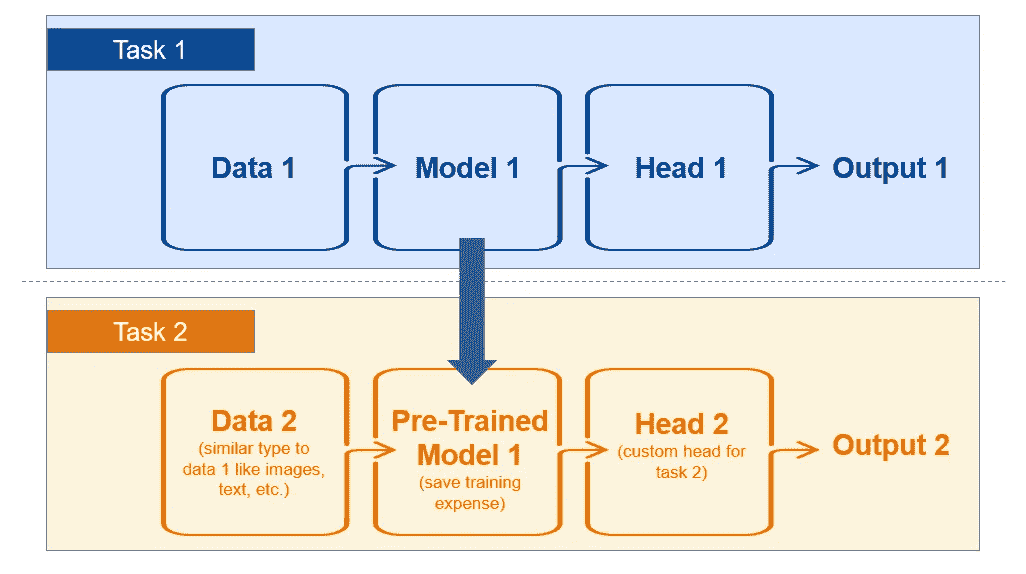 Task 1
Data 1
Model 1
Head 1
Output 1
Task 2
Data 2
(similar type to
data 1 like images,
text, etc.)
Pre-Trained
Model 1
(save training
expense)
Head 2
(custom head for
task 2)
Output 2